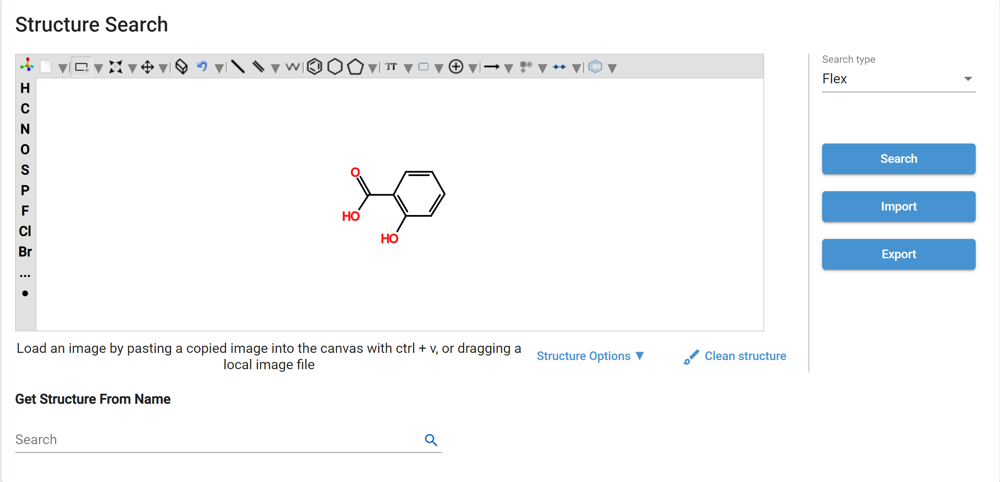 Structure Search
TT
H
C
N
O
S
P
F
Cl
Br
...
O
HO
HO
Load an image by pasting a copied image into the canvas with ctrl + v, or dragging a
local image file
Structure Options ▼
Clean structure
Search type
Flex
Search
Import
Export
Get Structure From Name
Search